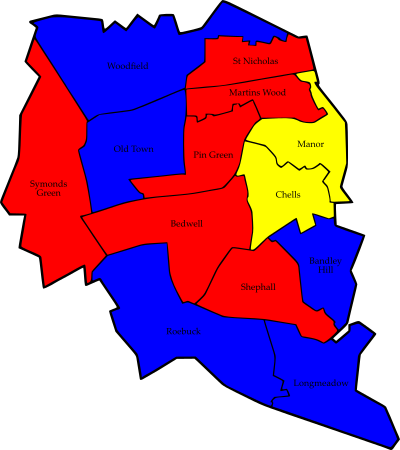 Woodfield
St Nicholas
Martins Wood
Old Town
Manor
Pin Green
Symonds
Green
Chells
Bedwell
Bandley
Hill
Shephall
Roebuck
Longmeadow